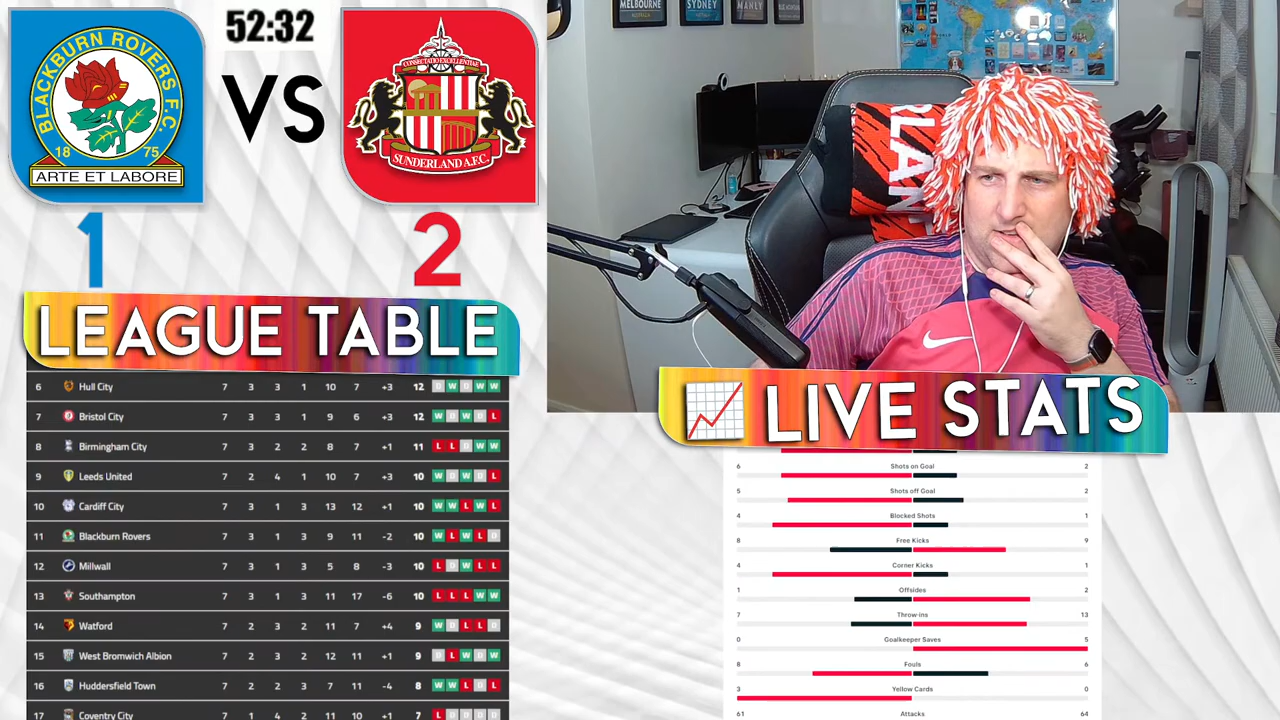 BLACKBURN ROVERS F.C.
18 75
ARTE ET LABORE
52:32
VS
CONSECTATIO EXCELLENTIAE
SUNDERLAND A.F.C.
1 2
MELBOURNE
AUSTRALIA
SYDNEY
MANLY
RLAN
LEAGUE TABLE
6 Hull City 7 3 3 1 10 7 +3 12 D W D W W
7 Bristol City 7 3 3 1 9 6 +3 12 W D W D L
8 Birmingham City 7 3 2 2 8 7 +1 11 L L D W W
9 Leeds United 7 2 4 1 10 7 +3 10 W D W D L
10 Cardiff City 7 3 1 3 13 12 +1 10 W W L W L
11 Blackburn Rovers 7 3 1 3 9 11 -2 10 W L W L D
12 Millwall 7 3 1 3 5 8 -3 10 L D W L L
13 Southampton 7 3 1 3 11 17 -6 10 L L L W W
14 Watford 7 2 3 2 11 7 +4 9 W D L L D
15 West Bromwich Albion 7 2 3 2 12 11 +1 9 D L W D W
16 Huddersfield Town 7 2 2 3 7 11 -4 8 W W L D L
17 Coventry City 7 1 4 2 11 10 +1 7 L D D D D
LIVE STATS
6 Shots on Goal 2
5 Shots off Goal 2
4 Blocked Shots 1
8 Free Kicks 9
4 Corner Kicks 1
1 Offsides 2
7 Throw-ins 13
0 Goalkeeper Saves 5
8 Fouls 6
3 Yellow Cards 0
61 Attacks 64